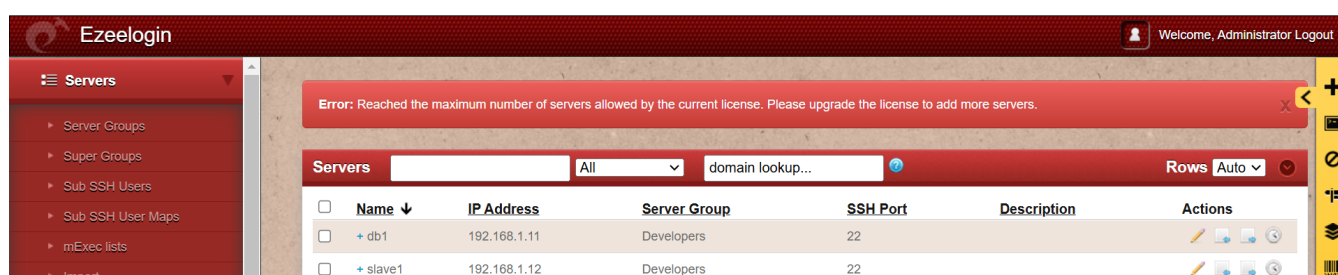 Ezeelogin
Welcome, Administrator Logout
Servers
Error: Reached the maximum number of servers allowed by the current license. Please upgrade the license to add more servers.
X
Server Groups
Super Groups
Sub SSH Users
Sub SSH User Maps
mExec lists
Import
Servers All domain lookup... Rows Auto
Name IP Address Server Group SSH Port Description Actions
+ db1 192.168.1.11 Developers 22
+ slave1 192.168.1.12 Developers 22